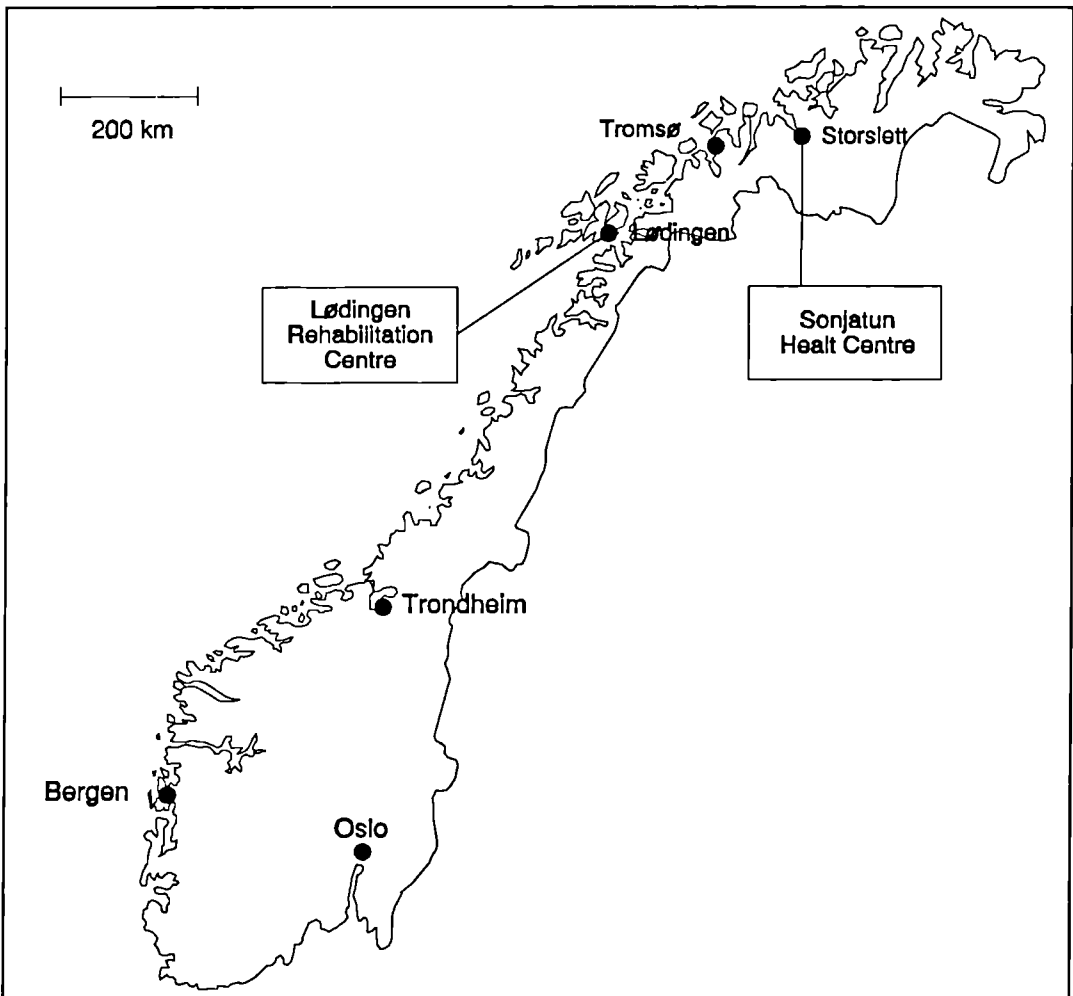 200 km
Tromsø
Storslett
Lødingen
Lødingen
Rehabilitation
Centre
Sonjatun
Healt Centre
Trondheim
Bergen
Oslo